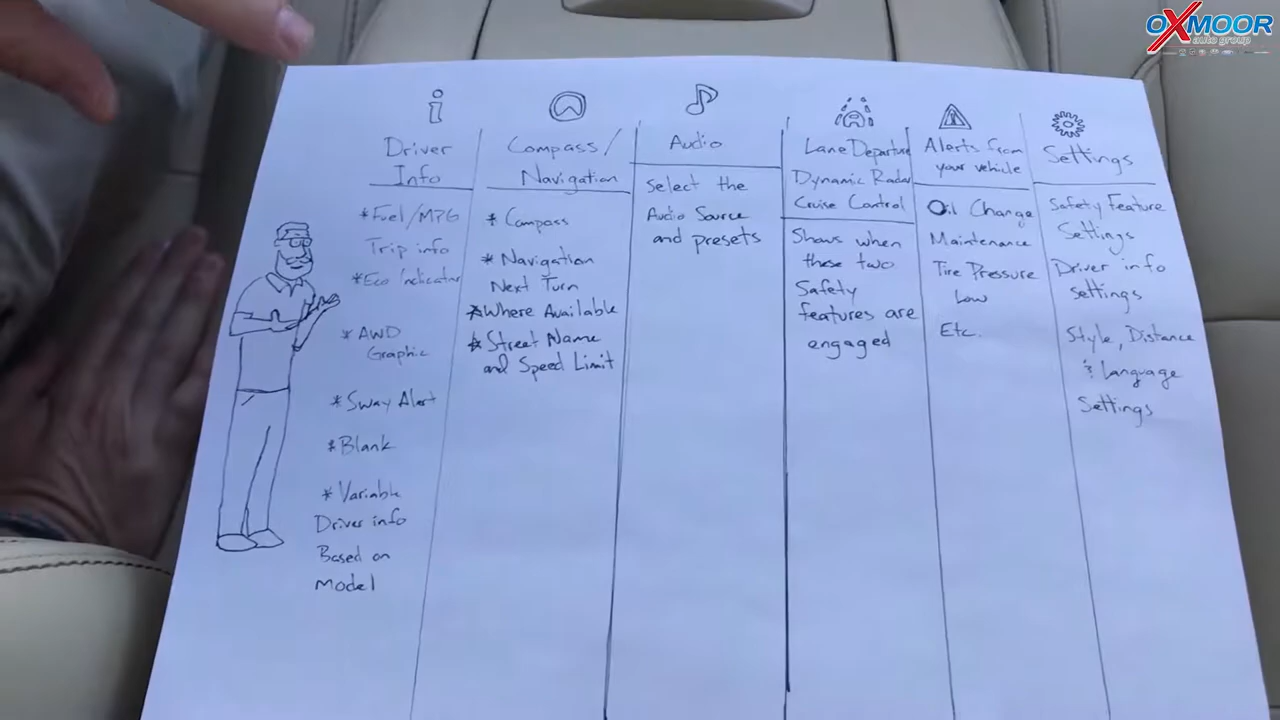 OXMOOR
auto group
Driver
Info
*Fuel/MPG
Trip info
*Eco Indicator
*AWD
Graphic
*Sway Alert
*Blank
*Variable
Driver info
Based on
Model
Compass/
Navigation
* Compass
*Navigation
Next Turn
*Where Available
*Street Name
and Speed Limit
Audio
Select the
Audio Source
and presets
Lane Departure
Dynamic Radar
Cruise Control
Shows when
these two
Safety
features are
engaged
Alerts from
your vehicle
Oil Change
Maintenance
Tire Pressure
Low
Etc.
Settings
Safety Feature
Settings
Driver info
settings
Style, Distance
& language
Settings